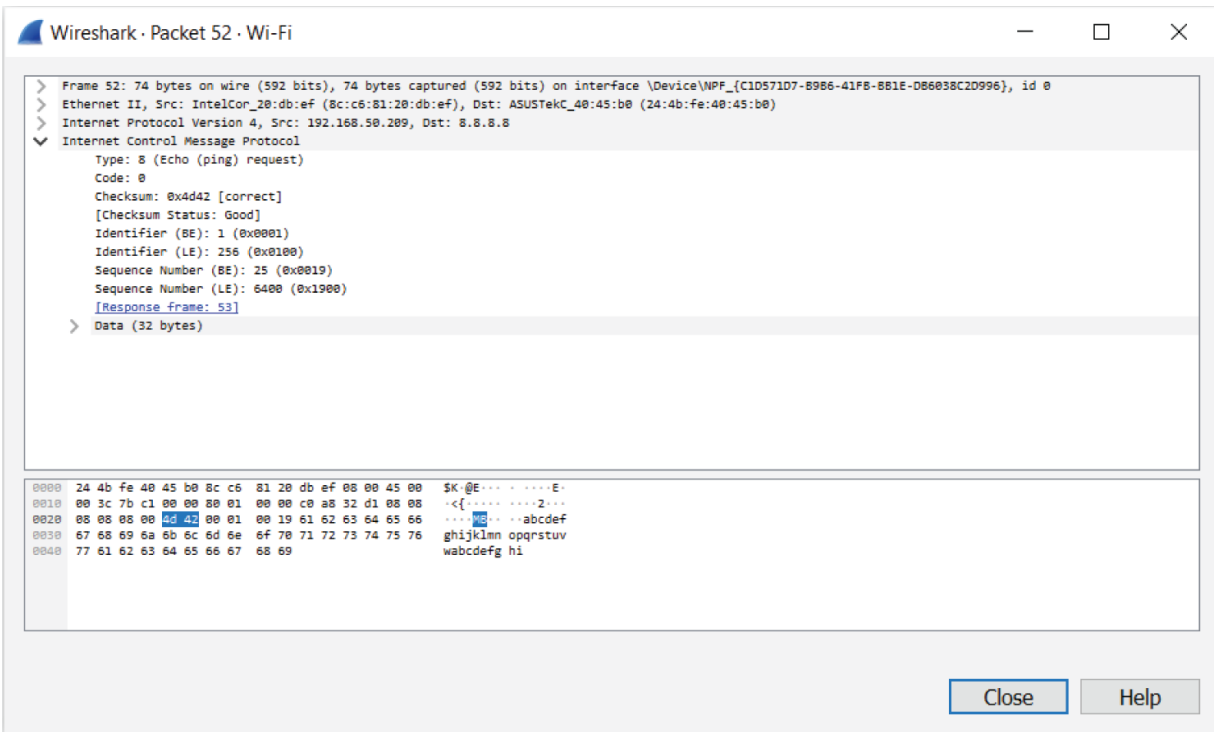 Wireshark · Packet 52 · Wi-Fi
Frame 52: 74 bytes on wire (592 bits), 74 bytes captured (592 bits) on interface \Device\NPF_{C1D571D7-B9B6-41FB-BB1E-DB6038C2D996}, id 0
Ethernet II, Src: IntelCor_20:db:ef (8c:c6:81:20:db:ef), Dst: ASUSTekC_40:45:b0 (24:4b:fe:40:45:b0)
Internet Protocol Version 4, Src: 192.168.50.209, Dst: 8.8.8.8
Internet Control Message Protocol
Type: 8 (Echo (ping) request)
Code: 0
Checksum: 0x4d42 [correct]
[Checksum Status: Good]
Identifier (BE): 1 (0x0001)
Identifier (LE): 256 (0x0100)
Sequence Number (BE): 25 (0x0019)
Sequence Number (LE): 6400 (0x1900)
[Response frame: 53]
Data (32 bytes)
0000 24 4b fe 40 45 b0 8c c6 81 20 db ef 08 00 45 00 $K·@E··· · ····E·
0010 00 3c 7b c1 00 00 80 01 00 00 c0 a8 32 d1 08 08 ·<{····· ····2···
0020 08 08 08 00 4d 42 00 01 00 19 61 62 63 64 65 66 ····MB·· ··abcdef
0030 67 68 69 6a 6b 6c 6d 6e 6f 70 71 72 73 74 75 76 ghijklmn opqrstuv
0040 77 61 62 63 64 65 66 67 68 69 wabcdefg hi
Close Help